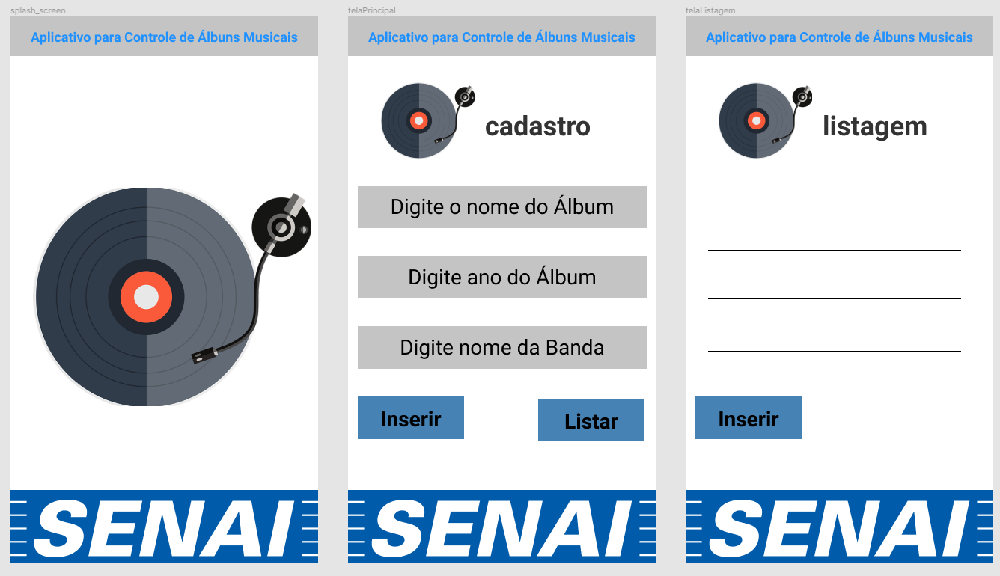 splash_screen
Aplicativo para Controle de Álbuns Musicais
SENAI
telaPrincipal
Aplicativo para Controle de Álbuns Musicais
cadastro
Digite o nome do Álbum
Digite ano do Álbum
Digite nome da Banda
Inserir
Listar
SENAI
telaListagem
Aplicativo para Controle de Álbuns Musicais
listagem
Inserir
SENAI